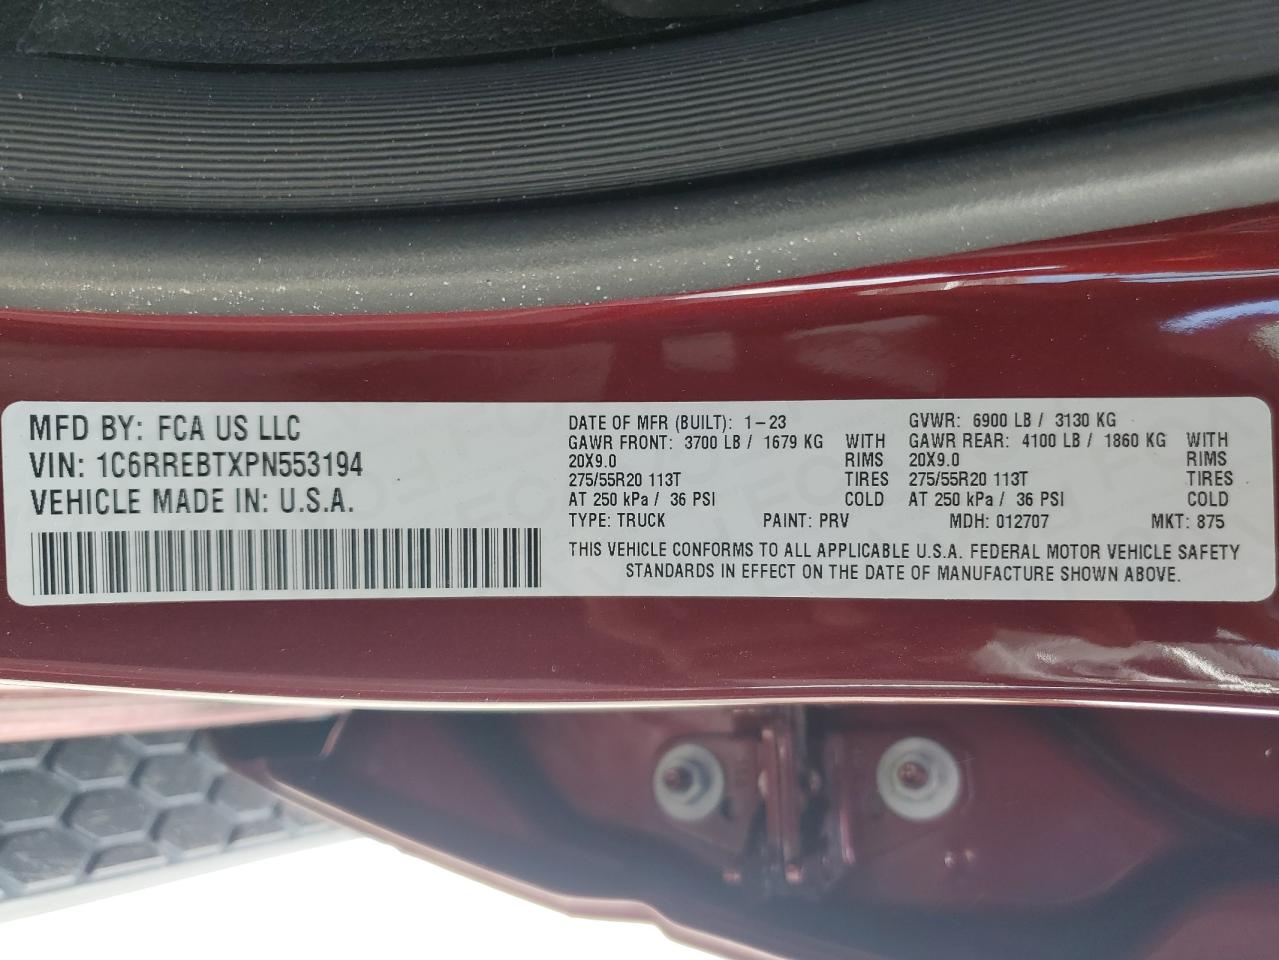 MFD BY: FCA US LLC
VIN: 1C6RREBTXPN553194
VEHICLE MADE IN: U.S.A.
DATE OF MFR (BUILT): 1-23
GAWR FRONT: 3700 LB / 1679 KG WITH
20X9.0 RIMS
275/55R20 113T TIRES
AT 250 kPa / 36 PSI COLD
GVWR: 6900 LB / 3130 KG
GAWR REAR: 4100 LB / 1860 KG WITH
20X9.0 RIMS
275/55R20 113T TIRES
AT 250 kPa / 36 PSI COLD
TYPE: TRUCK PAINT: PRV MDH: 012707 MKT: 875
THIS VEHICLE CONFORMS TO ALL APPLICABLE U.S.A. FEDERAL MOTOR VEHICLE SAFETY
STANDARDS IN EFFECT ON THE DATE OF MANUFACTURE SHOWN ABOVE.